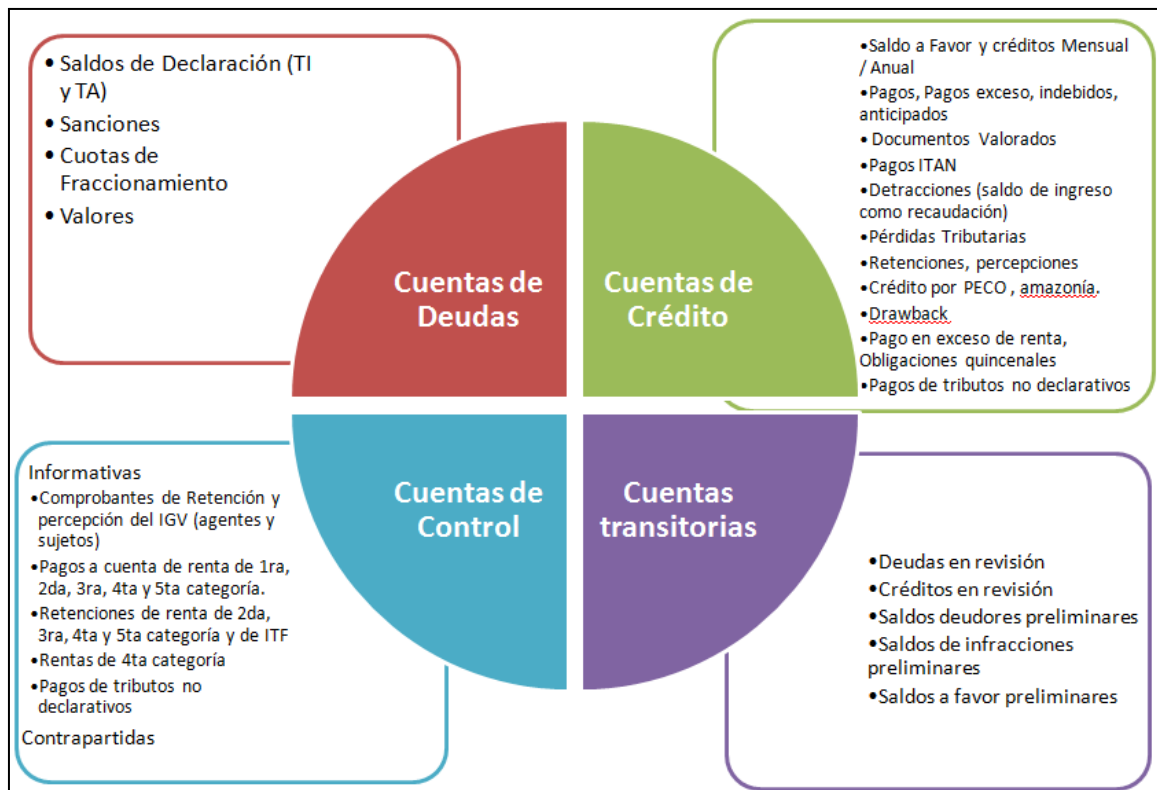 • Saldos de Declaración (TI
y TA)
• Sanciones
• Cuotas de
Fraccionamiento
• Valores
Cuentas de
Deudas
•Saldo a Favor y créditos Mensual
/ Anual
•Pagos, Pagos exceso, indebidos,
anticipados
• Documentos Valorados
•Pagos ITAN
•Detracciones (saldo de ingreso
como recaudación)
•Pérdidas Tributarias
•Retenciones, percepciones
•Crédito por PECO , amazonía.
•Drawback
•Pago en exceso de renta,
Obligaciones quincenales
•Pagos de tributos no declarativos
Cuentas de
Crédito
Informativas
•Comprobantes de Retención y
percepción del IGV (agentes y
sujetos)
•Pagos a cuenta de renta de 1ra,
2da, 3ra, 4ta y 5ta categoría.
•Retenciones de renta de 2da,
3ra, 4ta y 5ta categoría y de ITF
•Rentas de 4ta categoría
•Pagos de tributos no
declarativos
Contrapartidas
Cuentas de
Control
Cuentas
transitorias
•Deudas en revisión
•Créditos en revisión
•Saldos deudores preliminares
•Saldos de infracciones
preliminares
•Saldos a favor preliminares